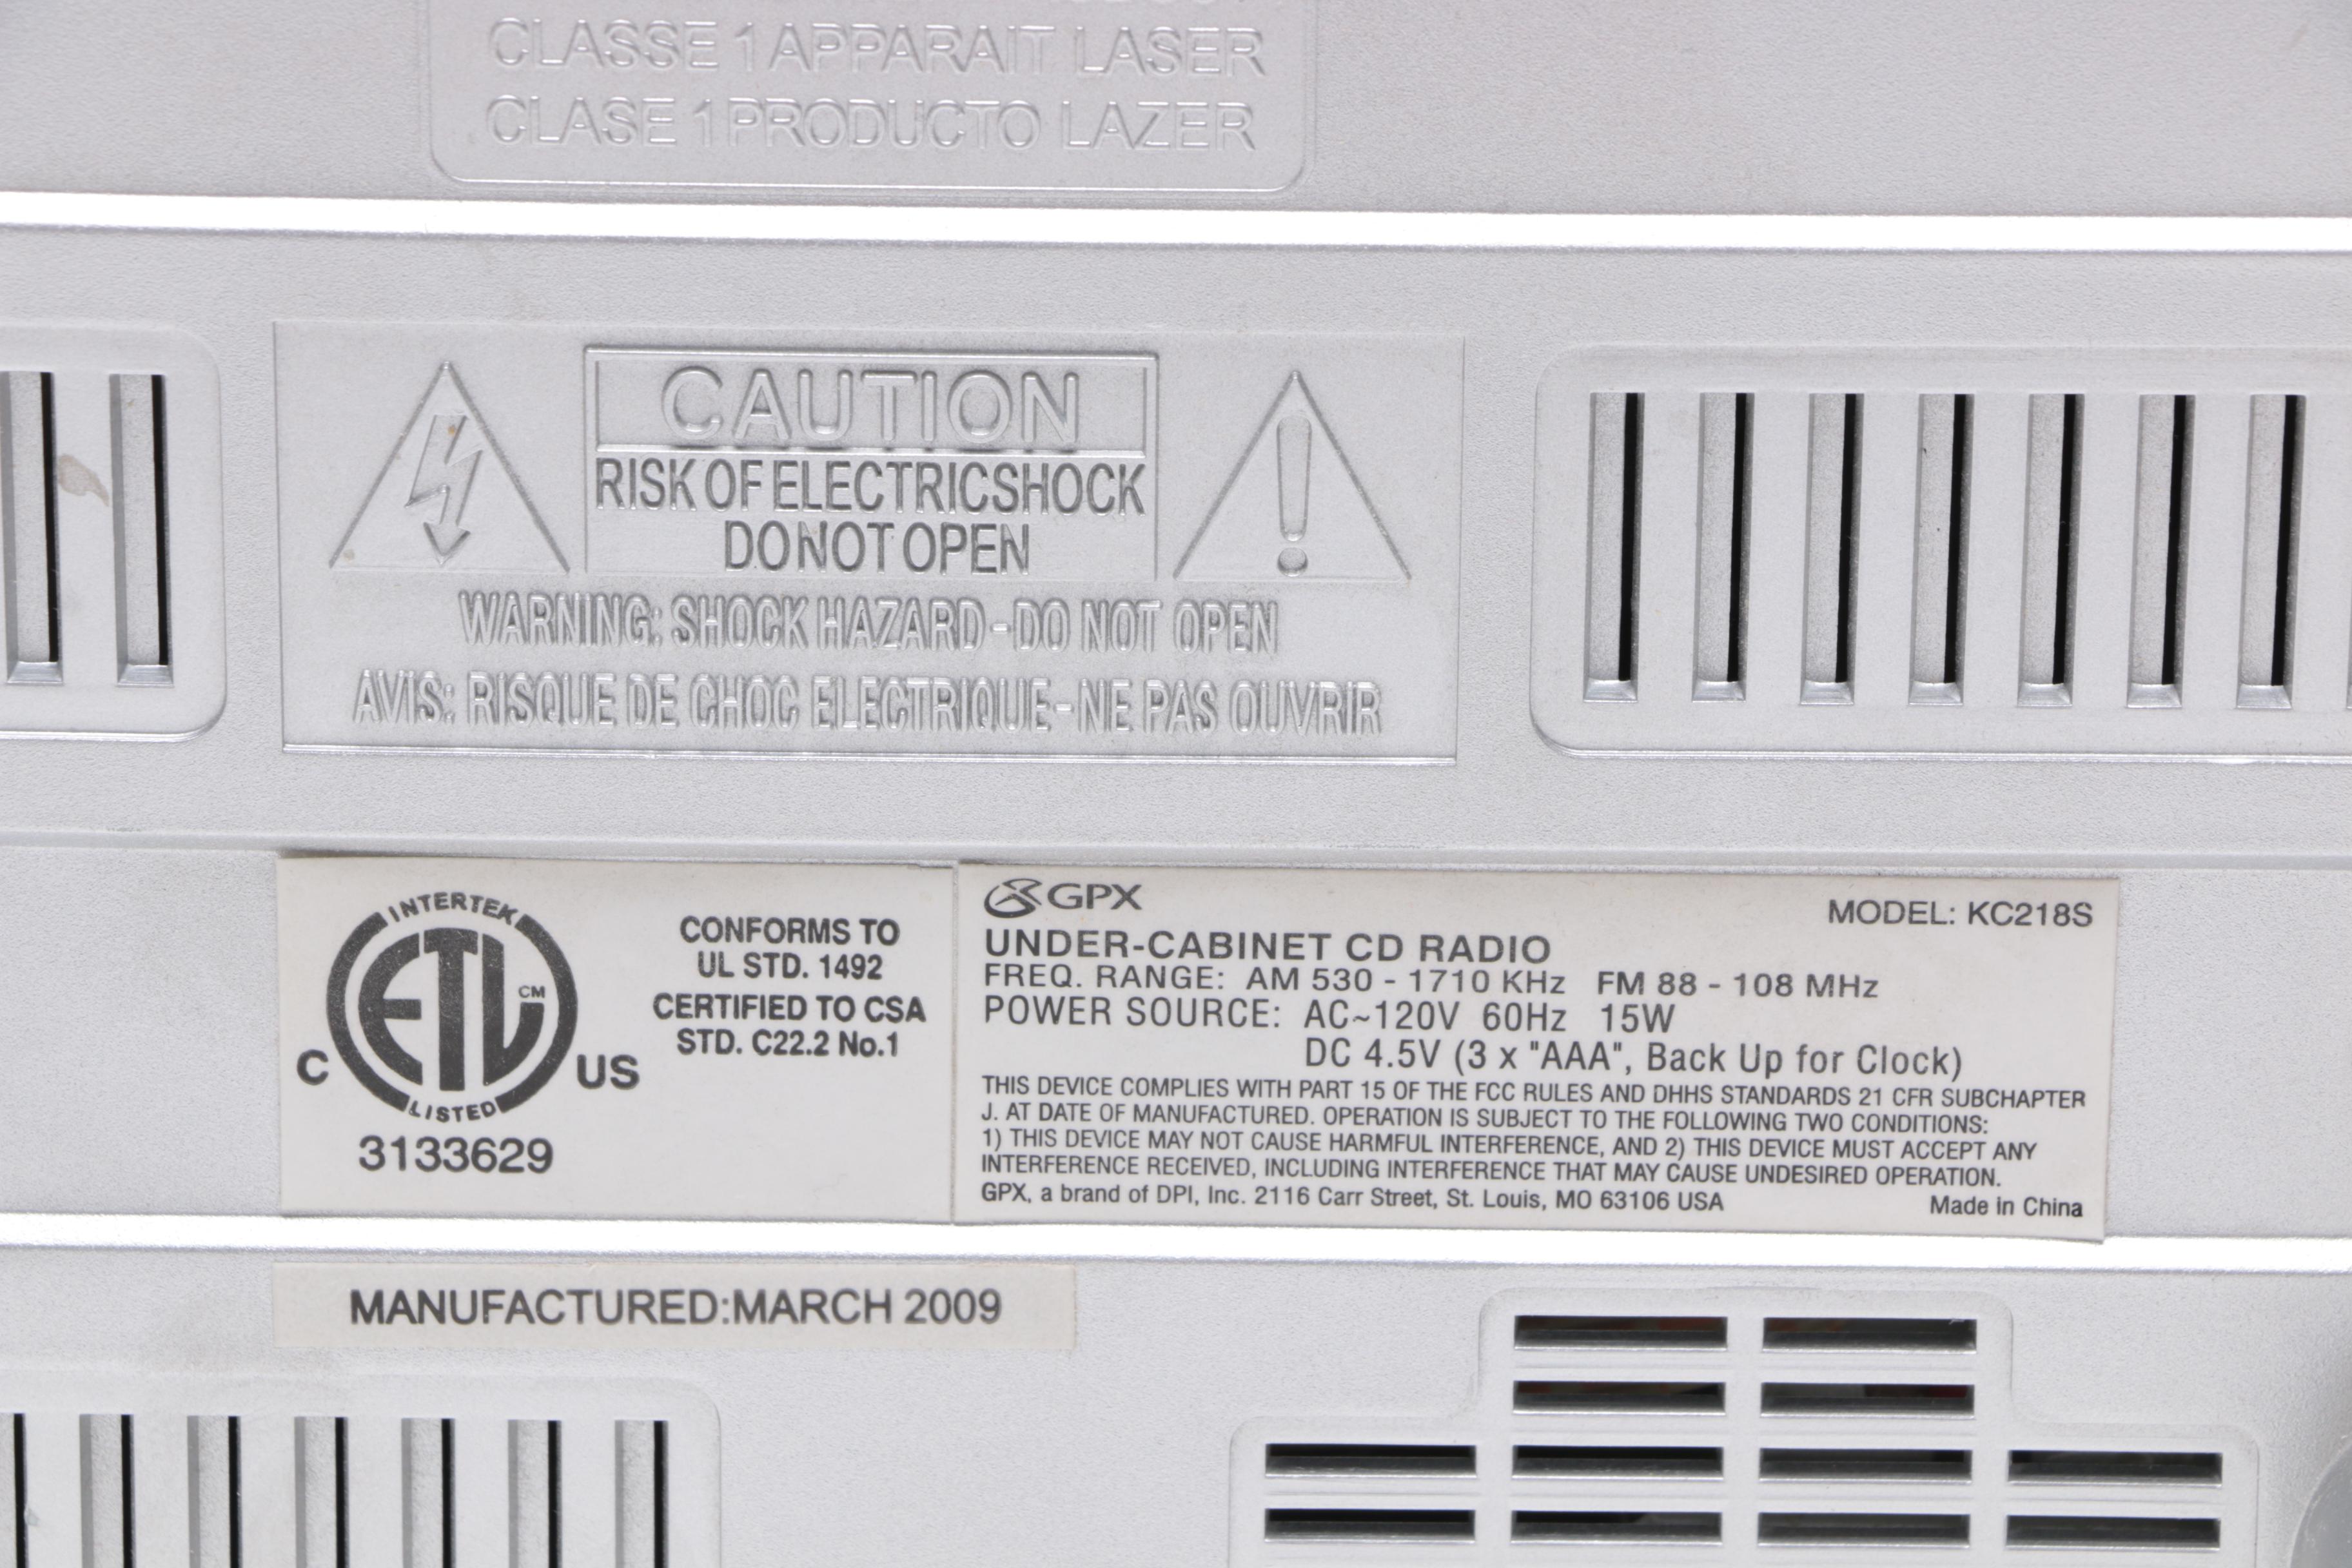 CLASSE 1 APPARAIT LASER
CLASE 1 PRODUCTO LAZER
CAUTION
RISK OF ELECTRIC SHOCK
DO NOT OPEN
WARNING: SHOCK HAZARD - DO NOT OPEN
AVIS: RISQUE DE CHOC ELECTRIQUE - NE PAS OUVRIR
INTERTEK
ETL CM
C US
LISTED
3133629
CONFORMS TO
UL STD. 1492
CERTIFIED TO CSA
STD. C22.2 No.1
GPX MODEL: KC218S
UNDER-CABINET CD RADIO
FREQ. RANGE: AM 530 - 1710 KHz FM 88 - 108 MHz
POWER SOURCE: AC~120V 60Hz 15W
DC 4.5V (3 x "AAA", Back Up for Clock)
THIS DEVICE COMPLIES WITH PART 15 OF THE FCC RULES AND DHHS STANDARDS 21 CFR SUBCHAPTER
J. AT DATE OF MANUFACTURED. OPERATION IS SUBJECT TO THE FOLLOWING TWO CONDITIONS:
1) THIS DEVICE MAY NOT CAUSE HARMFUL INTERFERENCE, AND 2) THIS DEVICE MUST ACCEPT ANY
INTERFERENCE RECEIVED, INCLUDING INTERFERENCE THAT MAY CAUSE UNDESIRED OPERATION.
GPX, a brand of DPI, Inc. 2116 Carr Street, St. Louis, MO 63106 USA Made in China
MANUFACTURED:MARCH 2009